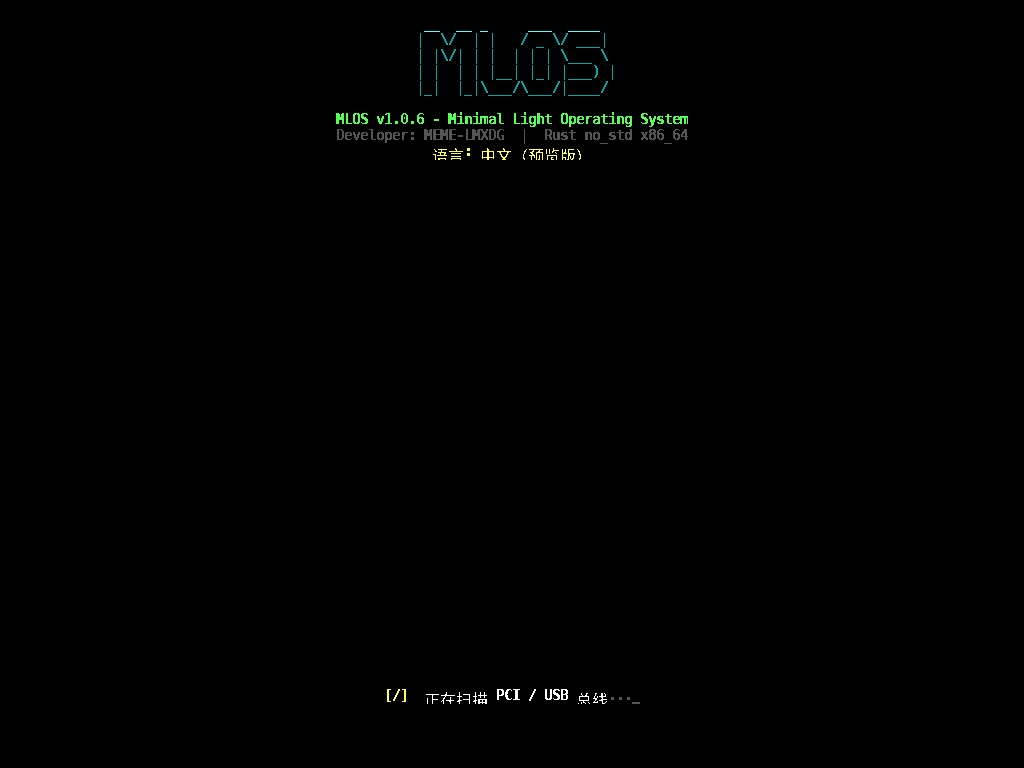 MLOS
MLOS v1.0.6 - Minimal Light Operating System
Developer: MEME-LMXDG | Rust no_std x86_64
语言: 中文 (预览版)
[/] 正在扫描 PCI / USB 总线..._